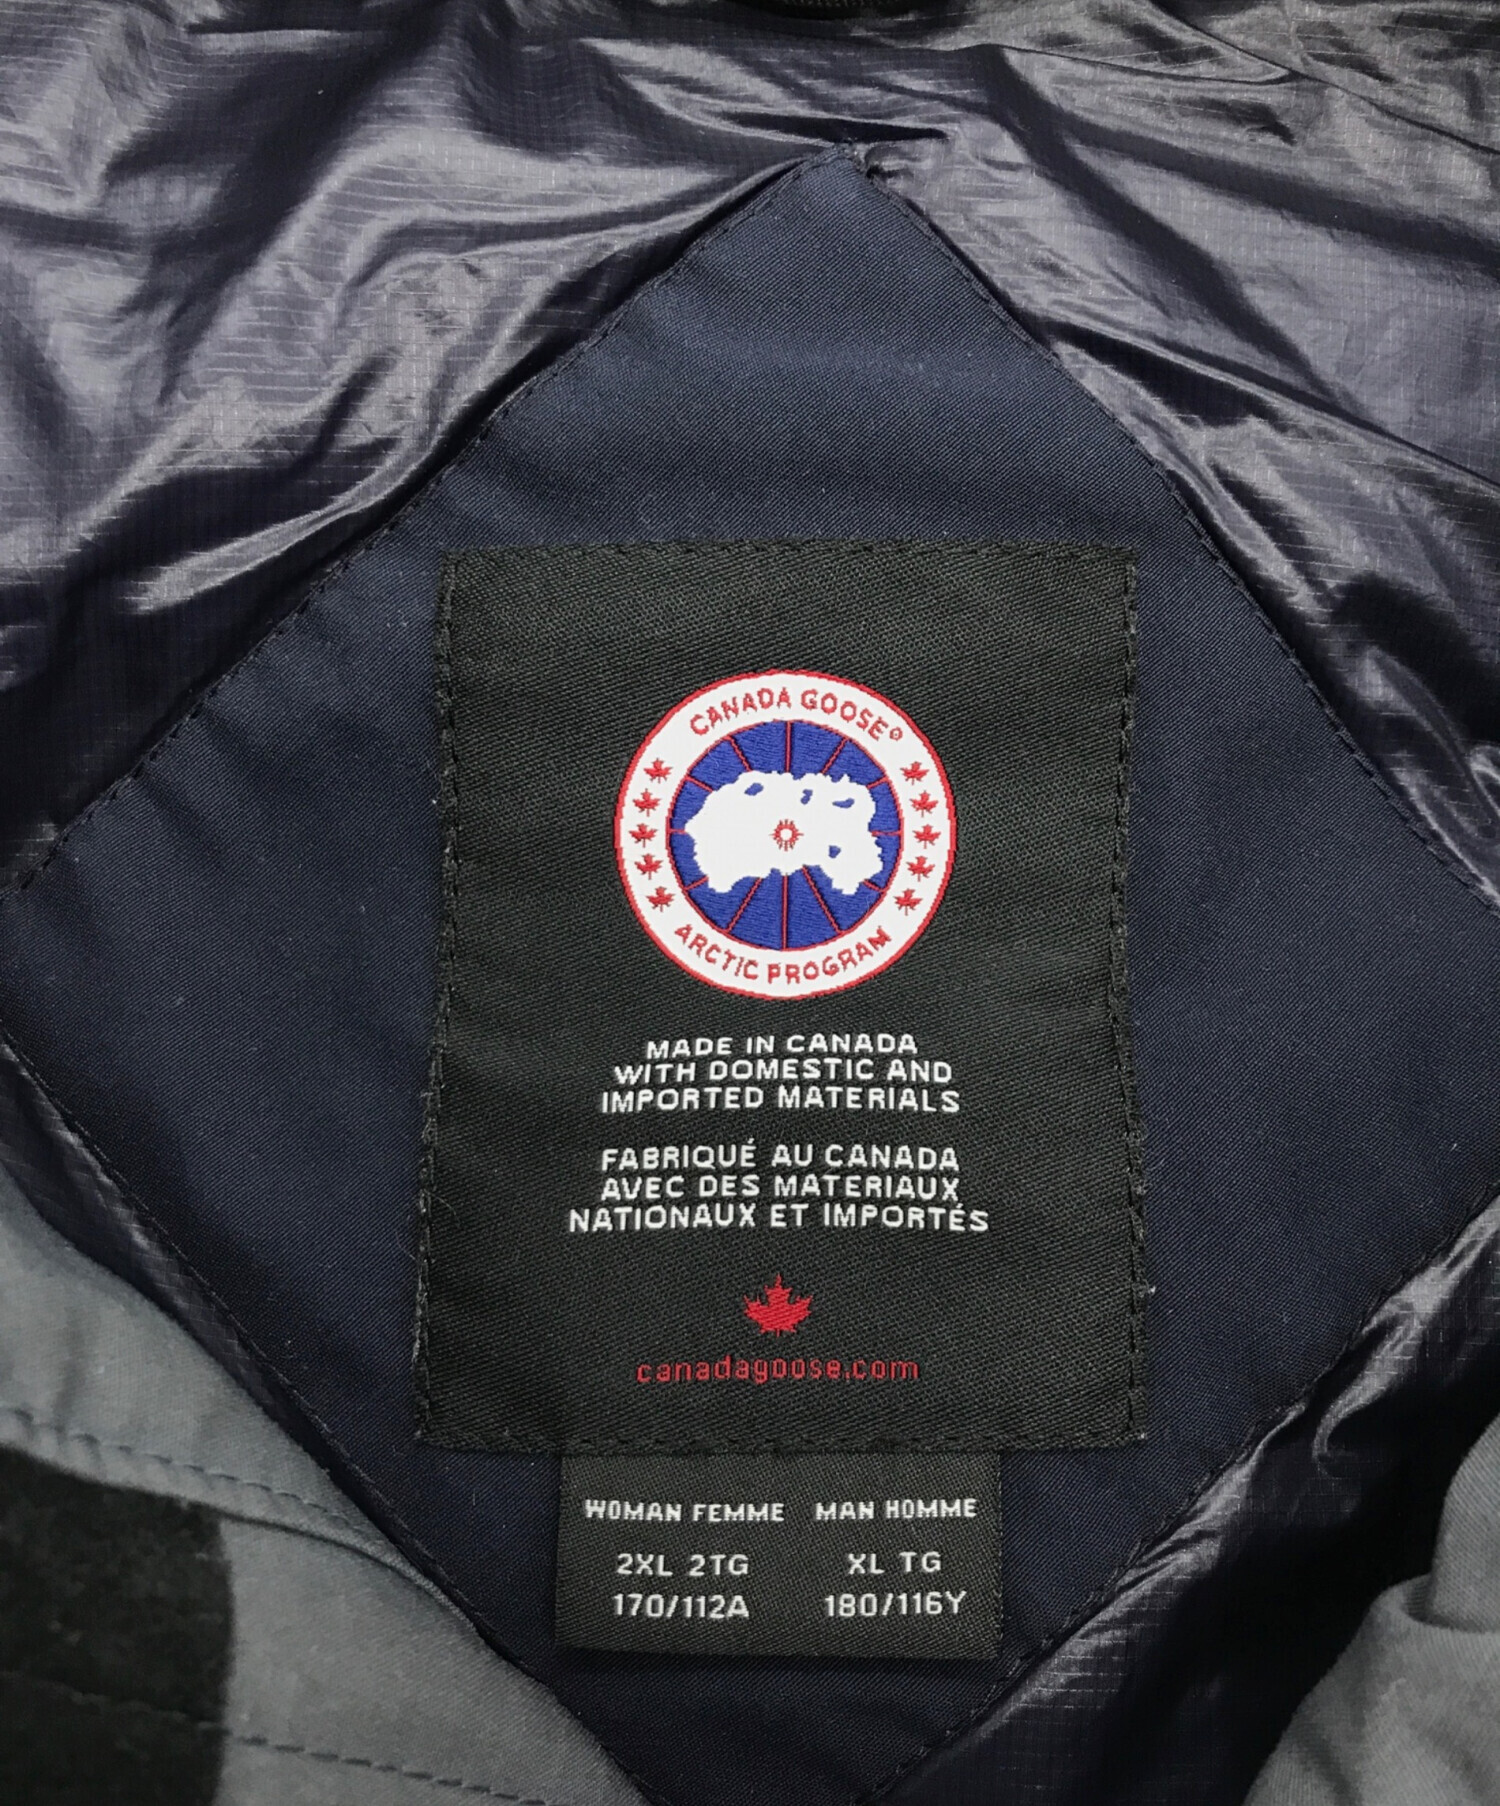 CANADA GOOSE®
ARCTIC PROGRAM
MADE IN CANADA
WITH DOMESTIC AND
IMPORTED MATERIALS
FABRIQUÉ AU CANADA
AVEC DES MATERIAUX
NATIONAUX ET IMPORTÉS
canadagoose.com
WOMAN FEMME MAN HOMME
2XL 2TG XL TG
170/112A 180/116Y